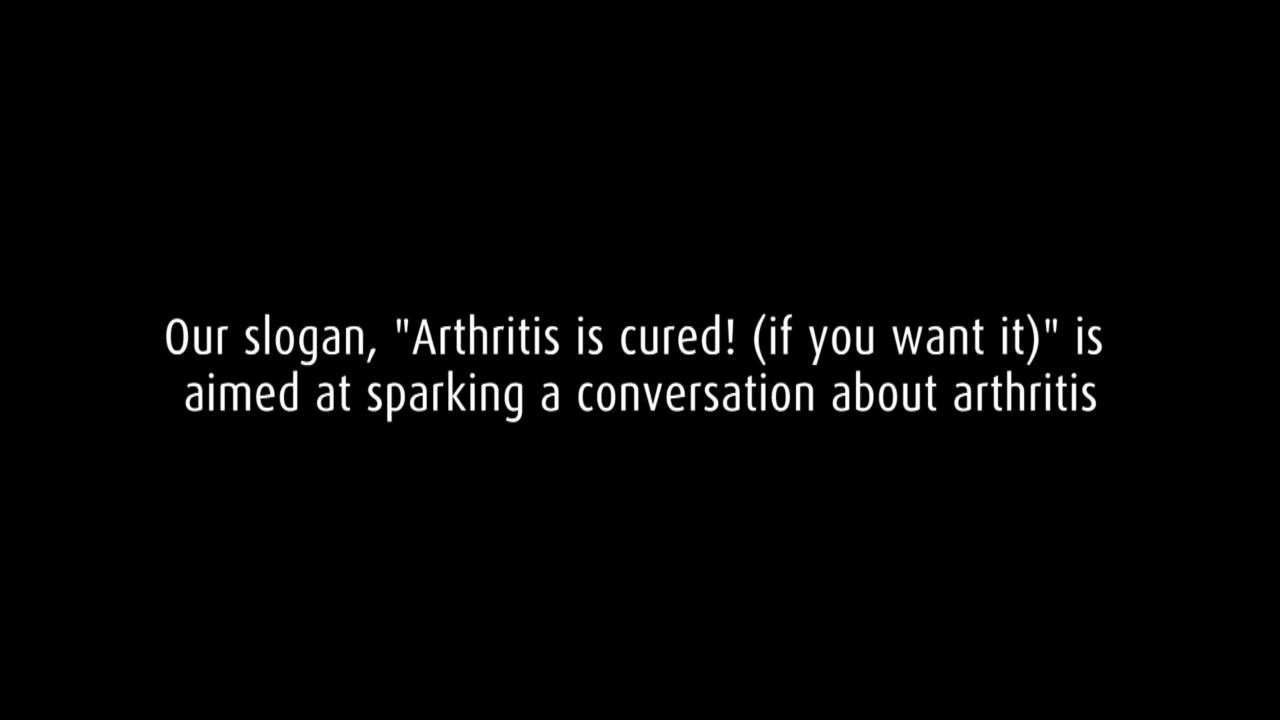 Our slogan, "Arthritis is cured! (if you want it)" is
aimed at sparking a conversation about arthritis